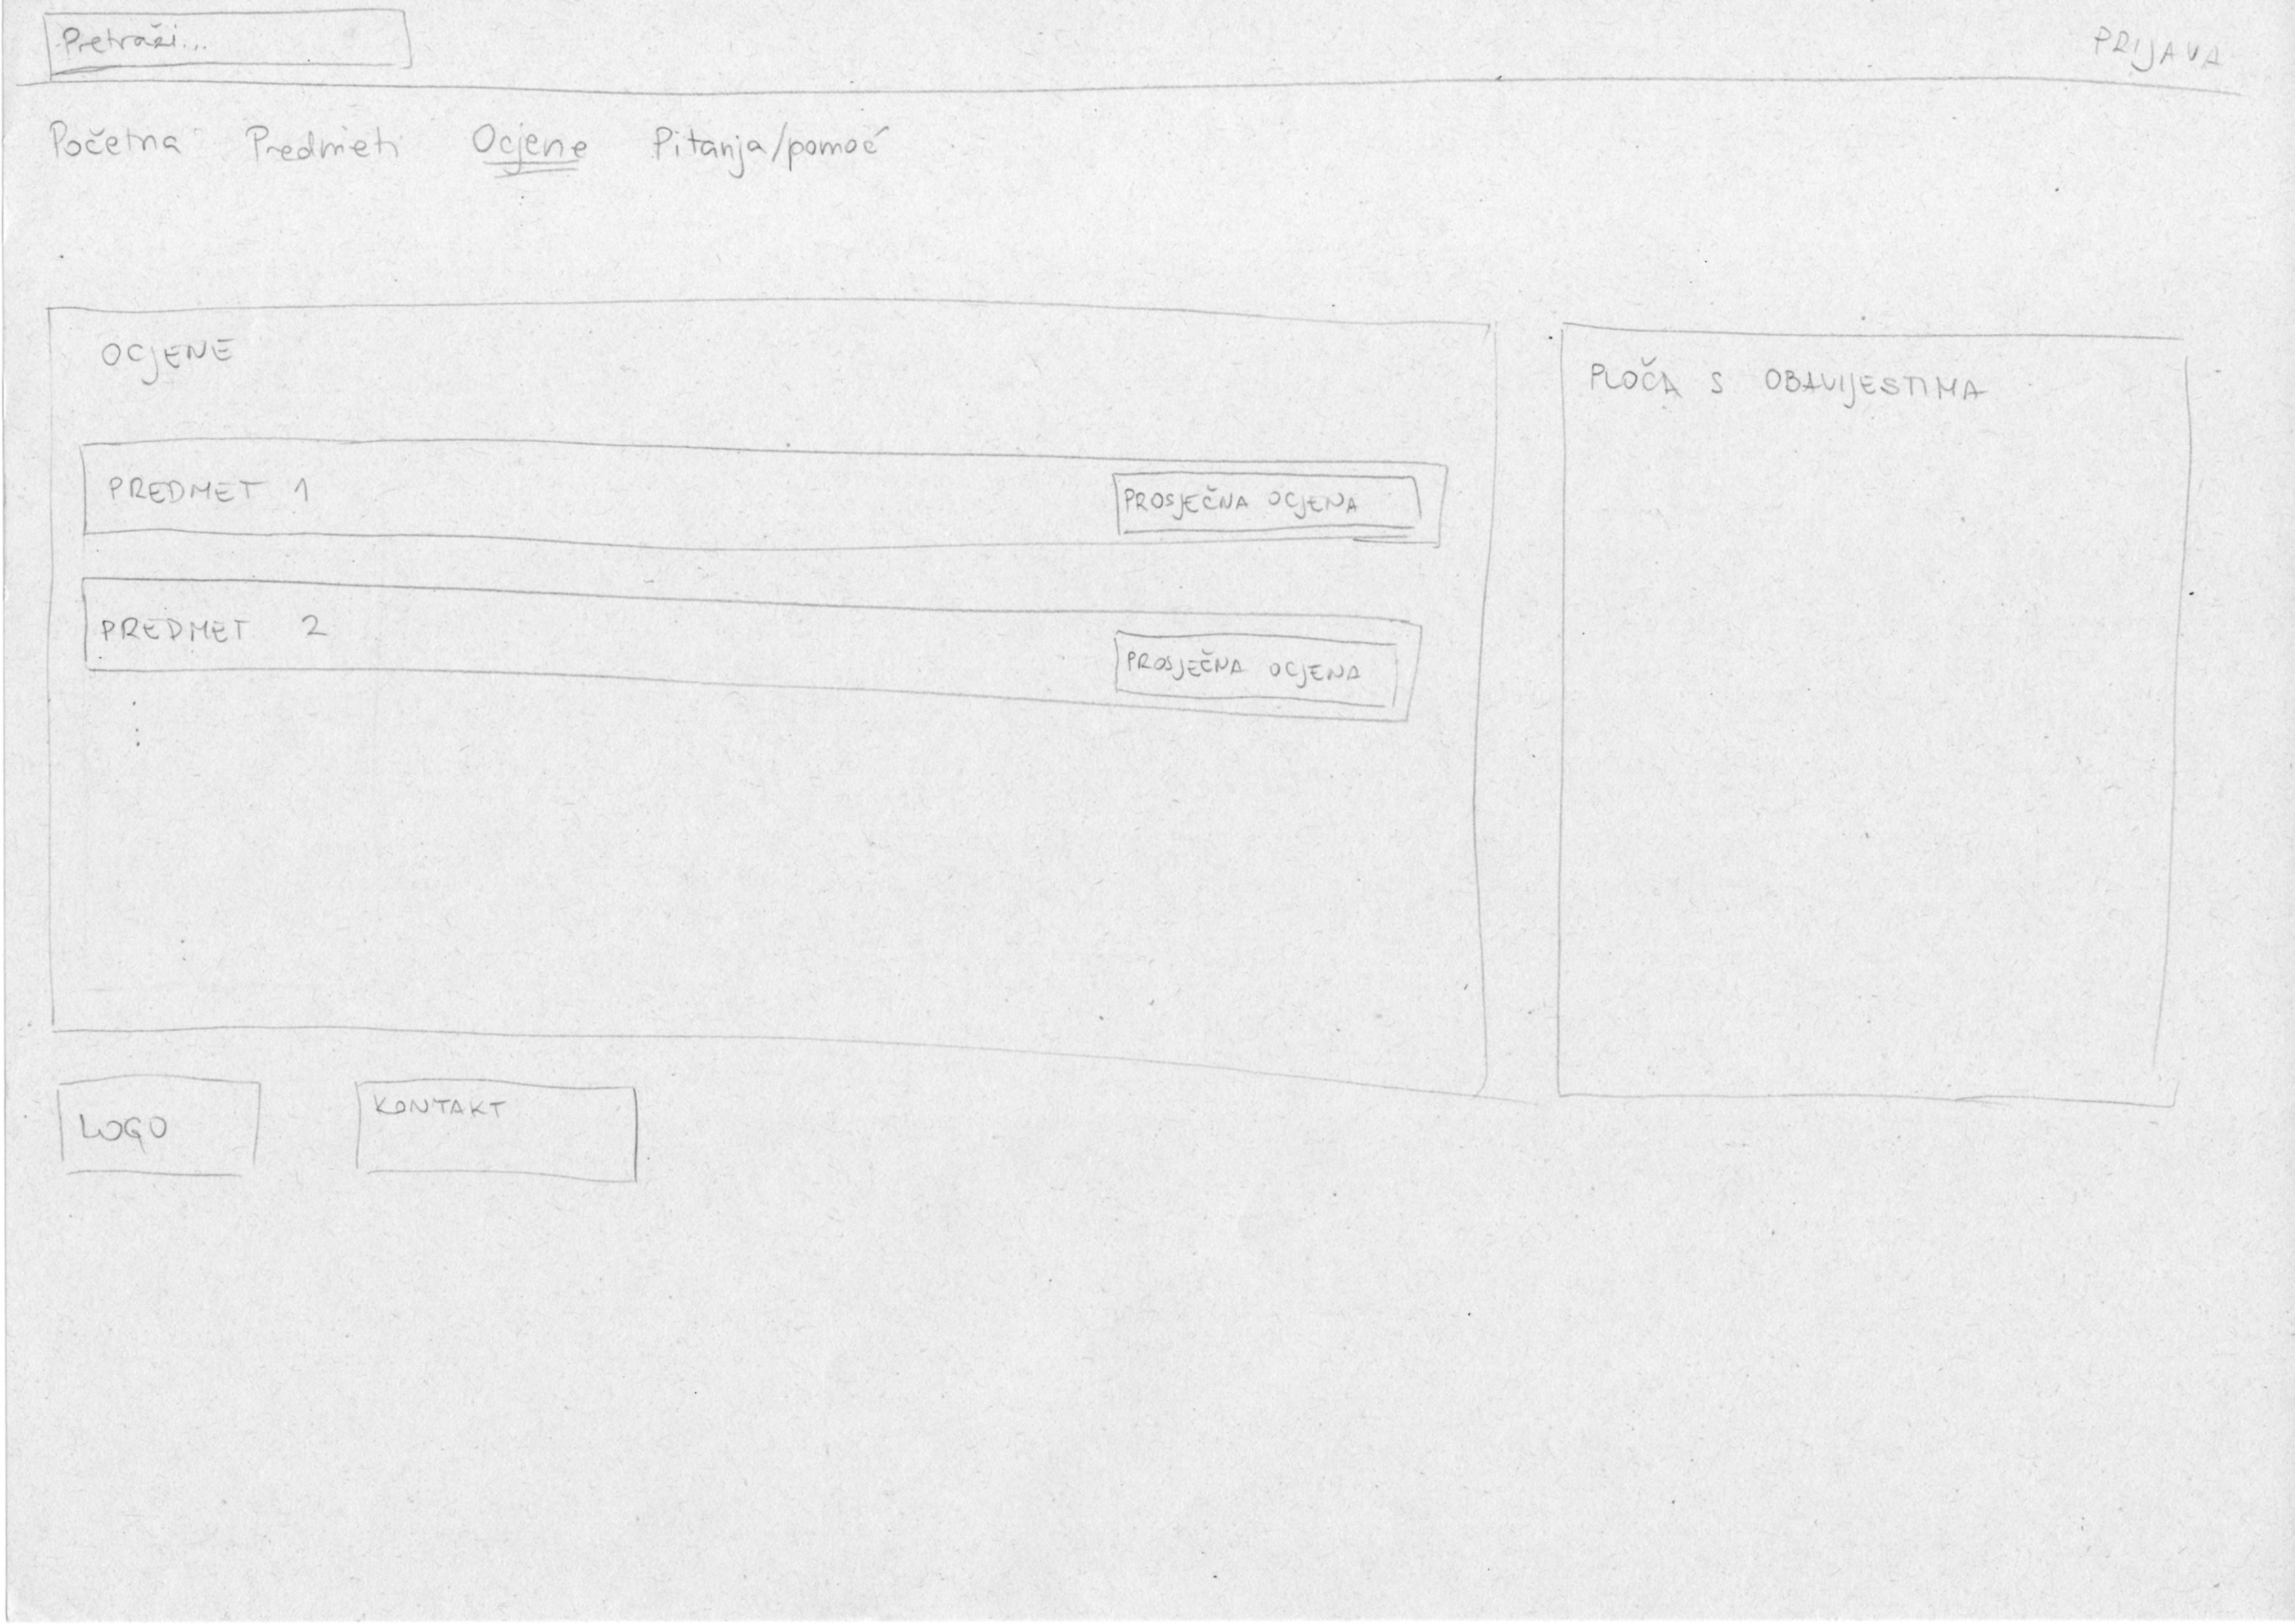 Pretraži...
PRIJAVA
Početna Predmeti Ocjene Pitanja/pomoć
OCJENE
PLOČA S OBAVIJESTIMA
PREDMET 1
PROSJEČNA OCJENA
PREDMET 2
PROSJEČNA OCJENA
LOGO
KONTAKT